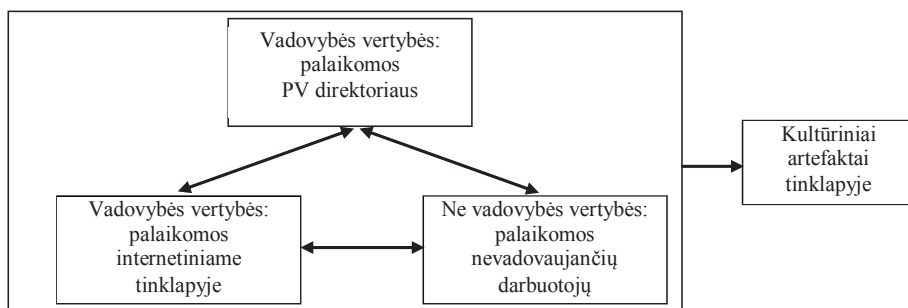 Vadovybės vertybės:
palaikomos
PV direktoriaus
Vadovybės vertybės:
palaikomos
internetiniame
tinklapyje
Ne vadovybės vertybės:
palaikomos
nevadovaujančių
darbuotojų
Kultūriniai
artefaktai
tinklapyje